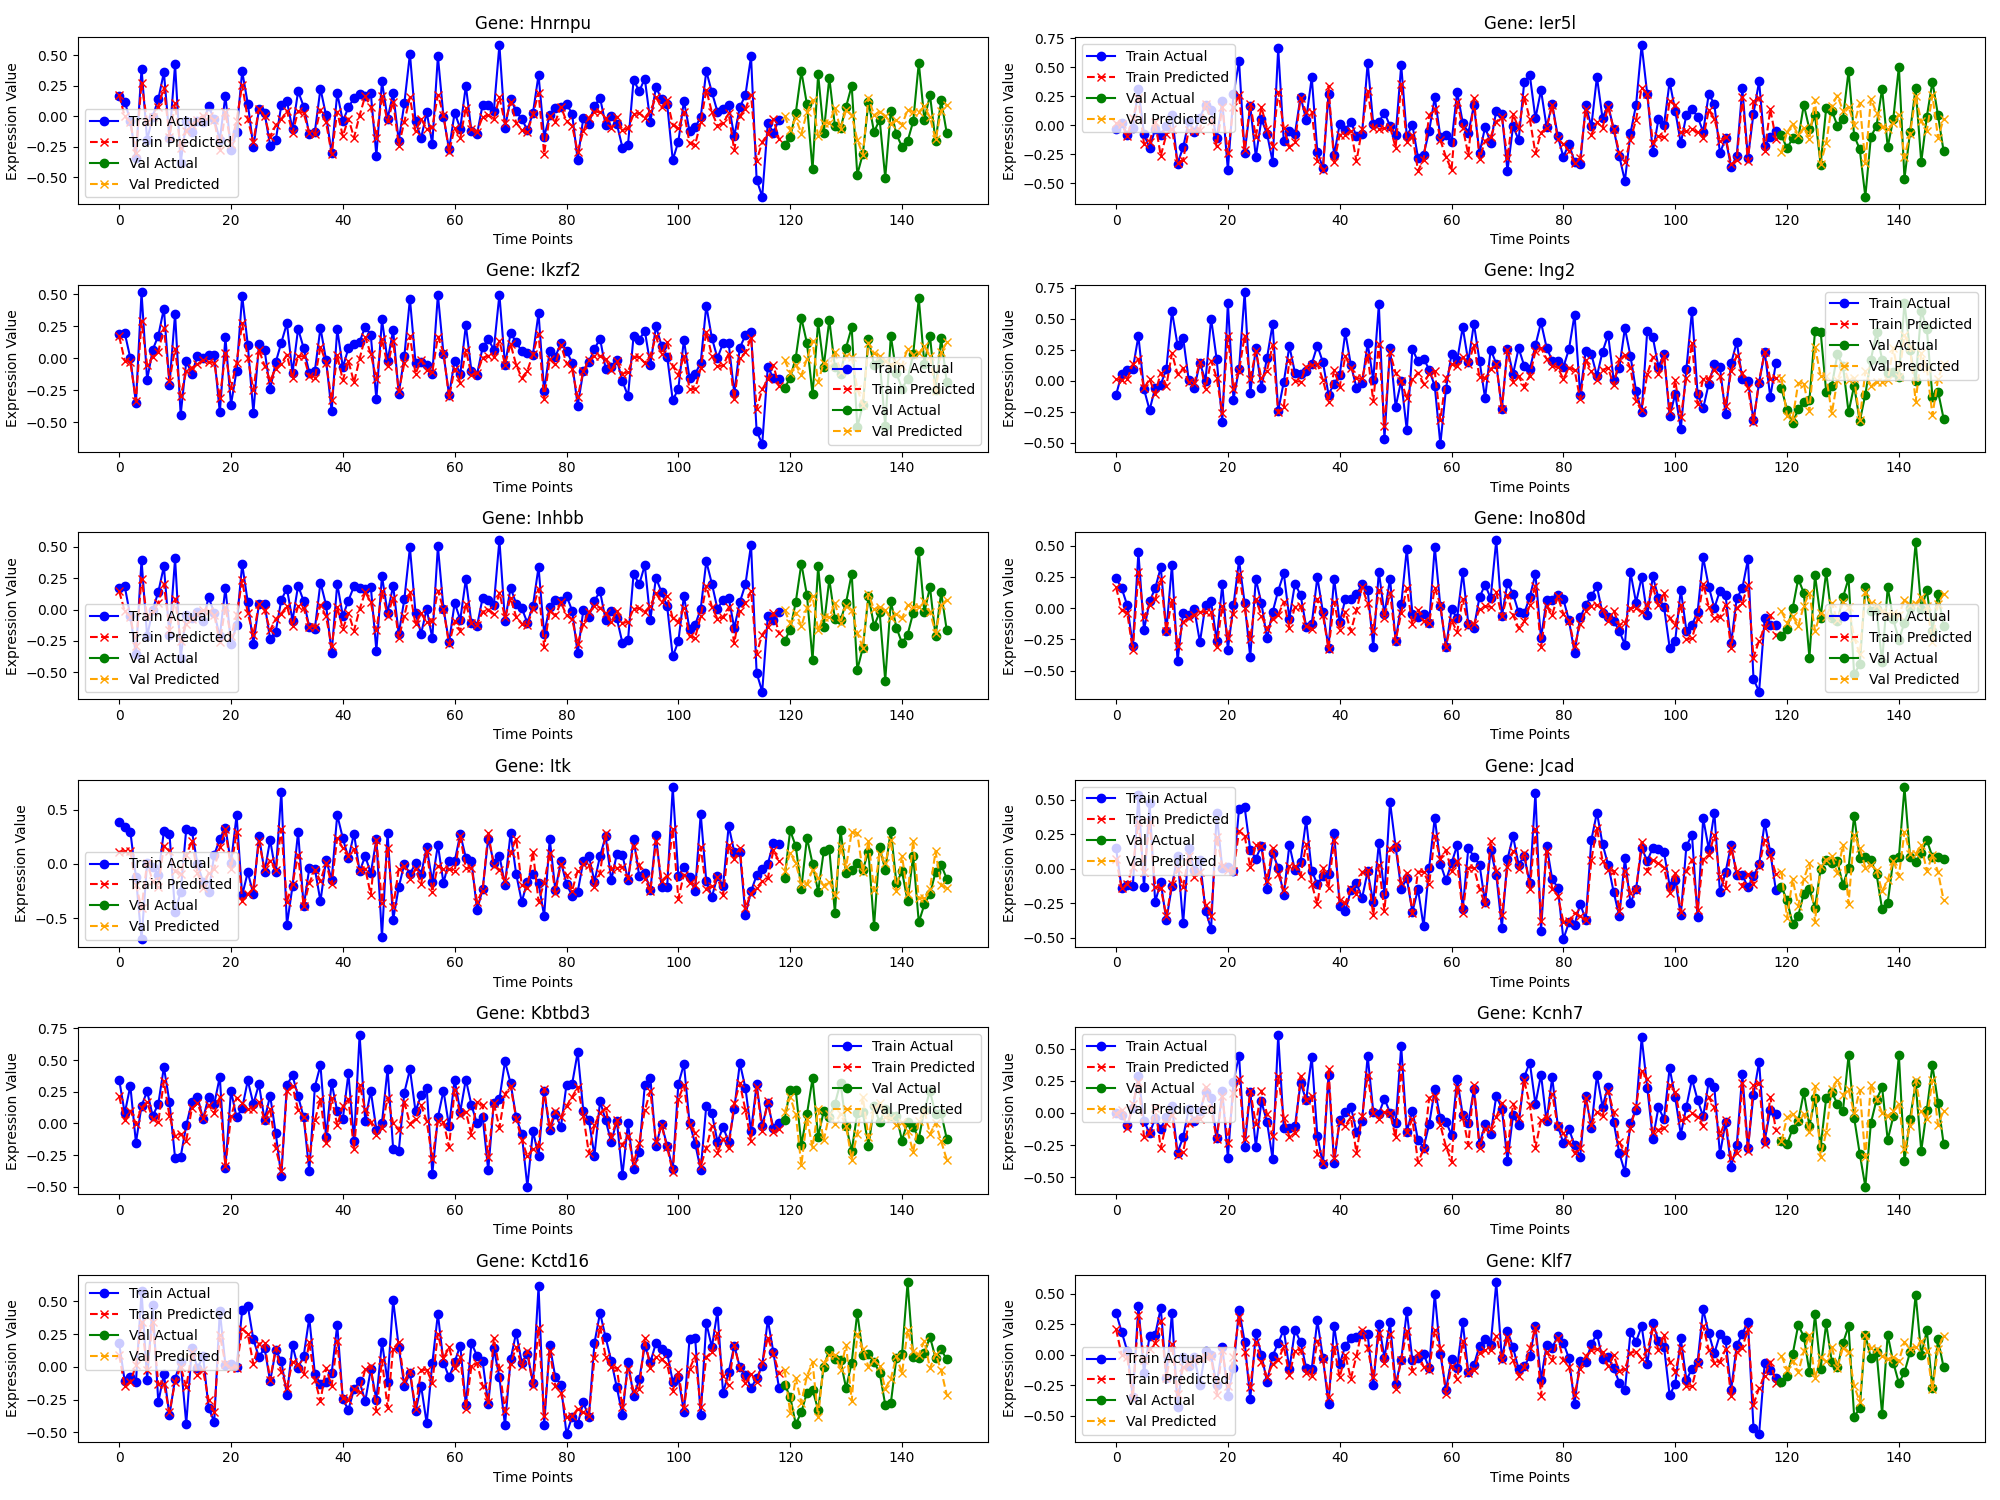 Gene: Hnrnpu
Expression Value
0.50
0.25
0.00
−0.25
−0.50
Train Actual
Train Predicted
Val Actual
Val Predicted
0 20 40 60 80 100 120 140
Time Points
Gene: Ier5l
Expression Value
0.75
0.50
0.25
0.00
−0.25
−0.50
Train Actual
Train Predicted
Val Actual
Val Predicted
0 20 40 60 80 100 120 140
Time Points
Gene: Ikzf2
Expression Value
0.50
0.25
0.00
−0.25
−0.50
Train Actual
Train Predicted
Val Actual
Val Predicted
0 20 40 60 80 100 120 140
Time Points
Gene: Ing2
Expression Value
0.75
0.50
0.25
0.00
−0.25
−0.50
Train Actual
Train Predicted
Val Actual
Val Predicted
0 20 40 60 80 100 120 140
Time Points
Gene: Inhbb
Expression Value
0.50
0.25
0.00
−0.25
−0.50
Train Actual
Train Predicted
Val Actual
Val Predicted
0 20 40 60 80 100 120 140
Time Points
Gene: Ino80d
Expression Value
0.50
0.25
0.00
−0.25
−0.50
Train Actual
Train Predicted
Val Actual
Val Predicted
0 20 40 60 80 100 120 140
Time Points
Gene: Itk
Expression Value
0.5
0.0
−0.5
Train Actual
Train Predicted
Val Actual
Val Predicted
0 20 40 60 80 100 120 140
Time Points
Gene: Jcad
Expression Value
0.50
0.25
0.00
−0.25
−0.50
Train Actual
Train Predicted
Val Actual
Val Predicted
0 20 40 60 80 100 120 140
Time Points
Gene: Kbtbd3
Expression Value
0.75
0.50
0.25
0.00
−0.25
−0.50
Train Actual
Train Predicted
Val Actual
Val Predicted
0 20 40 60 80 100 120 140
Time Points
Gene: Kcnh7
Expression Value
0.50
0.25
0.00
−0.25
−0.50
Train Actual
Train Predicted
Val Actual
Val Predicted
0 20 40 60 80 100 120 140
Time Points
Gene: Kctd16
Expression Value
0.50
0.25
0.00
−0.25
−0.50
Train Actual
Train Predicted
Val Actual
Val Predicted
0 20 40 60 80 100 120 140
Time Points
Gene: Klf7
Expression Value
0.50
0.25
0.00
−0.25
−0.50
Train Actual
Train Predicted
Val Actual
Val Predicted
0 20 40 60 80 100 120 140
Time Points